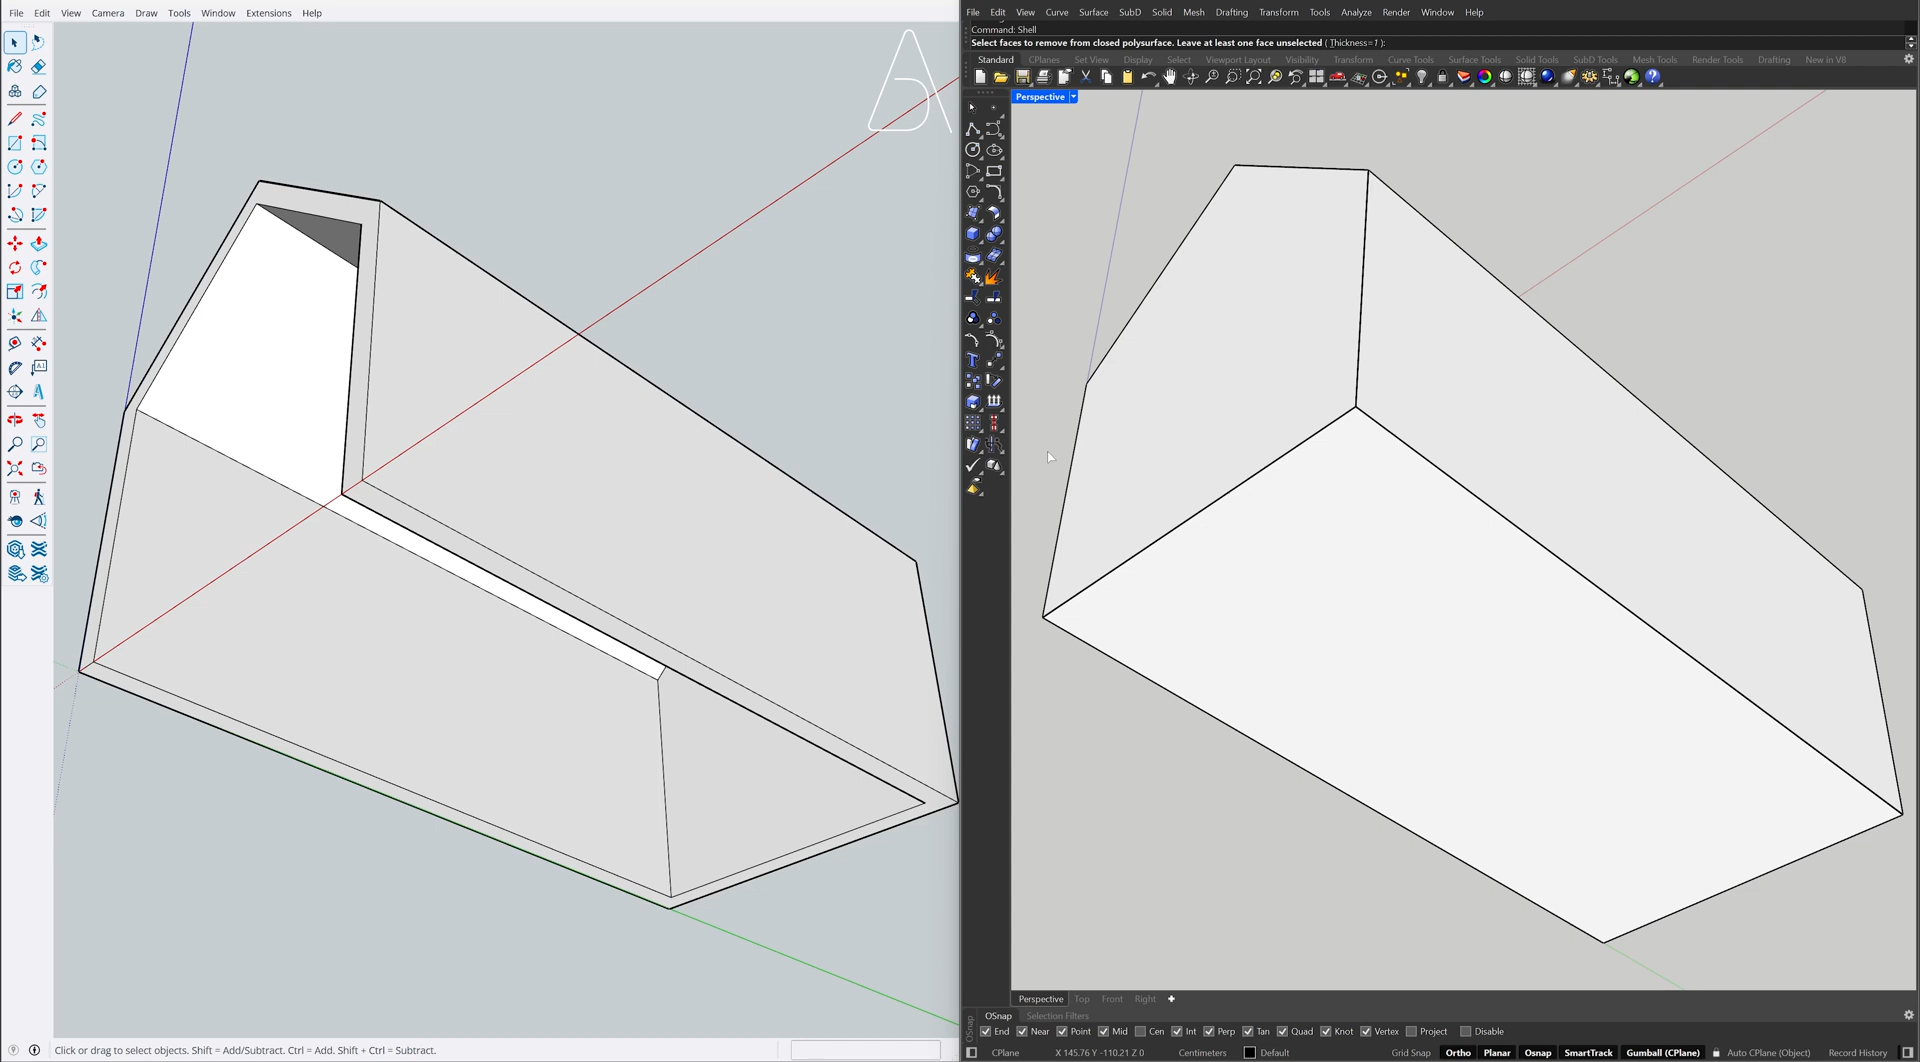 File Edit View Camera Draw Tools Window Extensions Help
A1
Click or drag to select objects. Shift = Add/Subtract. Ctrl = Add. Shift + Ctrl = Subtract.
File Edit View Curve Surface SubD Solid Mesh Drafting Transform Tools Analyze Render Window Help
Command: Shell
Select faces to remove from closed polysurface. Leave at least one face unselected ( Thickness=1 ):
Standard CPlanes Set View Display Select Viewport Layout Visibility Transform Curve Tools Surface Tools Solid Tools SubD Tools Mesh Tools Render Tools Drafting New in V8
Perspective
Perspective Top Front Right
OSnap Selection Filters
OSnap
End Near Point Mid Cen Int Perp Tan Quad Knot Vertex Project Disable
CPlane X 145.76 Y -110.21 Z 0 Centimeters Default Grid Snap Ortho Planar Osnap SmartTrack Gumball (CPlane) Auto CPlane (Object) Record History